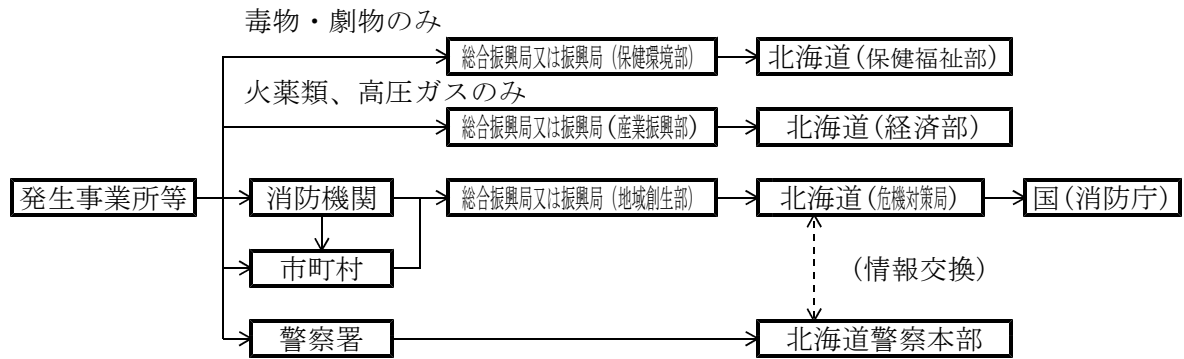 毒物・劇物のみ
総合振興局又は振興局（保健環境部）
北海道（保健福祉部）
火薬類、高圧ガスのみ
総合振興局又は振興局（産業振興部）
北海道（経済部）
発生事業所等
消防機関
総合振興局又は振興局（地域創生部）
北海道（危機対策局）
国（消防庁）
市町村
（情報交換）
警察署
北海道警察本部